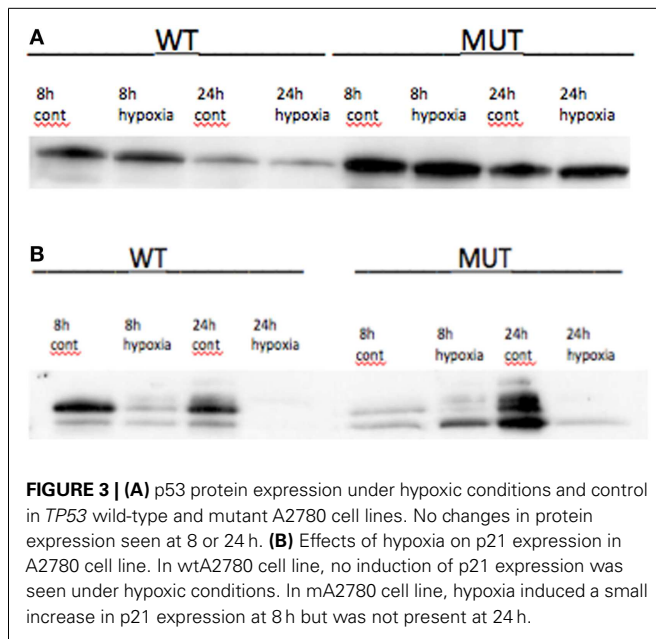 A
WT MUT
8h 8h 24h 24h 8h 8h 24h 24h
cont hypoxia cont hypoxia cont hypoxia cont hypoxia
B
WT MUT
8h 8h 24h 24h 8h 8h 24h 24h
cont hypoxia cont hypoxia cont hypoxia cont hypoxia
FIGURE 3 | (A) p53 protein expression under hypoxic conditions and control
in TP53 wild-type and mutant A2780 cell lines. No changes in protein
expression seen at 8 or 24 h. (B) Effects of hypoxia on p21 expression in
A2780 cell line. In wtA2780 cell line, no induction of p21 expression was
seen under hypoxic conditions. In mA2780 cell line, hypoxia induced a small
increase in p21 expression at 8 h but was not present at 24 h.